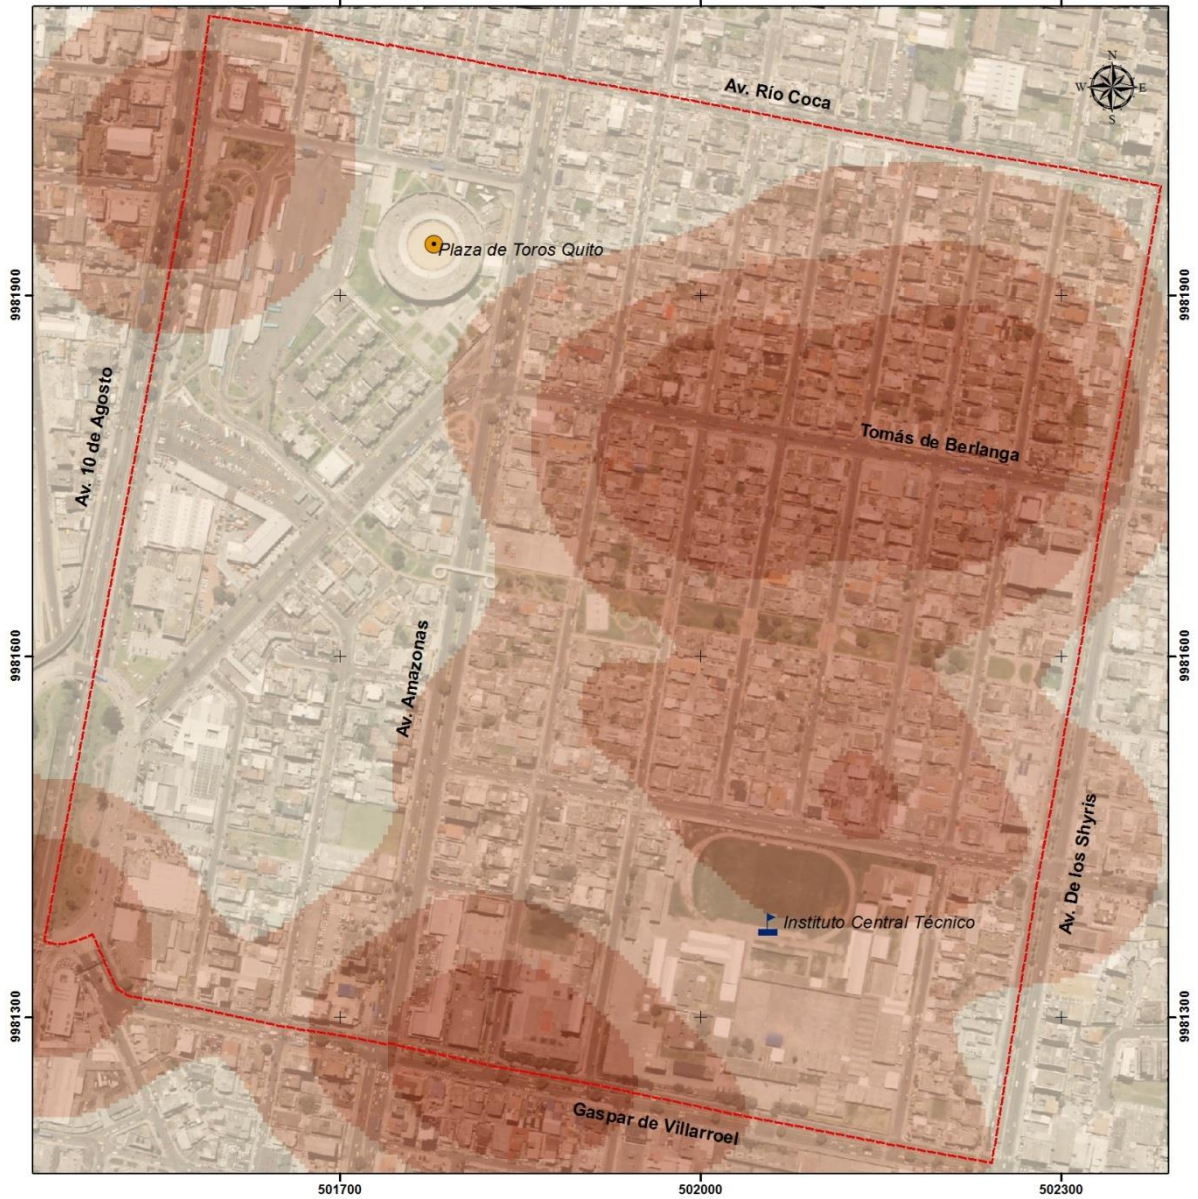 N
W E
S
Av. Río Coca
Plaza de Toros Quito
9981900
9981900
Av. 10 de Agosto
Tomás de Berlanga
9981600
9981600
Av. Amazonas
Av. De los Shyris
Instituto Central Técnico
9981300
9981300
Gaspar de Villarroel
501700
502000
502300